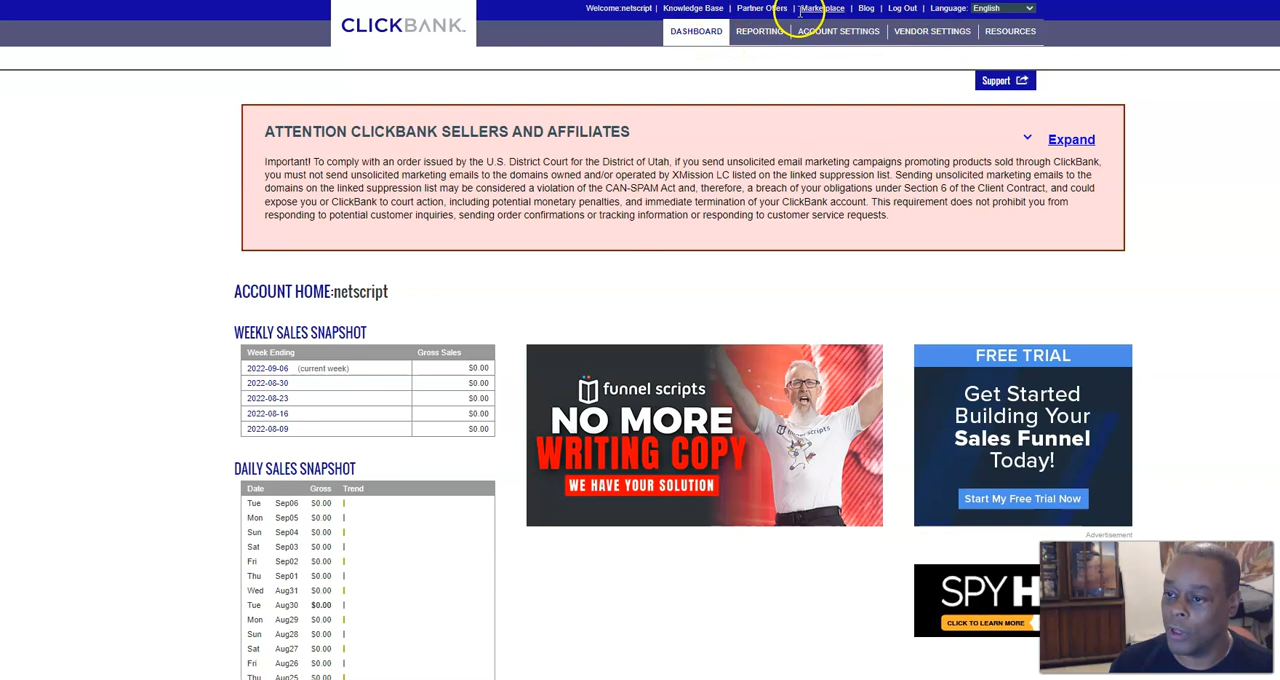 Welcome:netscript | Knowledge Base | Partner Offers | Marketplace | Blog | Log Out | Language: English
CLICKBANK
DASHBOARD REPORTING ACCOUNT SETTINGS VENDOR SETTINGS RESOURCES
Support
ATTENTION CLICKBANK SELLERS AND AFFILIATES
Expand
Important! To comply with an order issued by the U.S. District Court for the District of Utah, if you send unsolicited email marketing campaigns promoting products sold through ClickBank,
you must not send unsolicited marketing emails to the domains owned and/or operated by XMission LC listed on the linked suppression list. Sending unsolicited marketing emails to the
domains on the linked suppression list may be considered a violation of the CAN-SPAM Act and, therefore, a breach of your obligations under Section 6 of the Client Contract, and could
expose you or ClickBank to court action, including potential monetary penalties, and immediate termination of your ClickBank account. This requirement does not prohibit you from
responding to potential customer inquiries, sending order confirmations or tracking information or responding to customer service requests.
ACCOUNT HOME:netscript
WEEKLY SALES SNAPSHOT
Week Ending Gross Sales
2022-09-06 (current week) $0.00
2022-08-30 $0.00
2022-08-23 $0.00
2022-08-16 $0.00
2022-08-09 $0.00
DAILY SALES SNAPSHOT
Date Gross Trend
Tue Sep06 $0.00
Mon Sep05 $0.00
Sun Sep04 $0.00
Sat Sep03 $0.00
Fri Sep02 $0.00
Thu Sep01 $0.00
Wed Aug31 $0.00
Tue Aug30 $0.00
Mon Aug29 $0.00
Sun Aug28 $0.00
Sat Aug27 $0.00
Fri Aug26 $0.00
Thu Aug25 $0.00
funnel scripts
NO MORE
WRITING COPY
WE HAVE YOUR SOLUTION
funnel scripts
FREE TRIAL
Get Started
Building Your
Sales Funnel
Today!
Start My Free Trial Now
Advertisement
SPY H
CLICK TO LEARN MORE